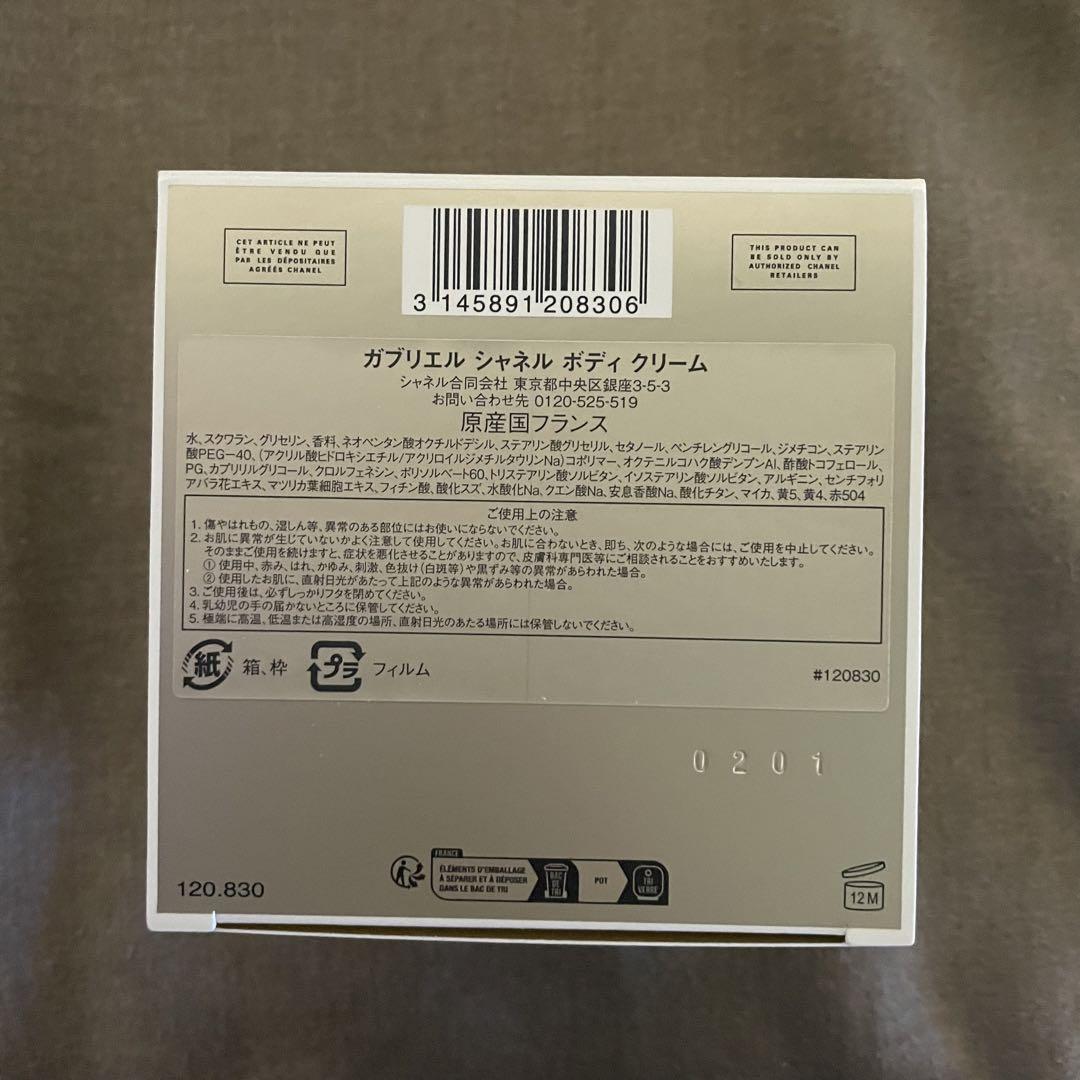 CET ARTICLE NE PEUT
ÊTRE VENDU QUE
PAR LES DÉPOSITAIRES
AGRÉÉS CHANEL
3 145891 208306
THIS PRODUCT CAN
BE SOLD ONLY BY
AUTHORIZED CHANEL
RETAILERS
ガブリエル シャネル ボディ クリーム
シャネル合同会社 東京都中央区銀座3-5-3
お問い合わせ先 0120-525-519
原産国フランス
水、スクワラン、グリセリン、香料、ネオペンタン酸オクチルドデシル、ステアリン酸グリセリル、セタノール、ペンチレングリコール、ジメチコン、ステアリン
酸PEG-40、(アクリル酸ヒドロキシエチル/アクリロイルジメチルタウリンNa)コポリマー、オクテニルコハク酸デンプンAl、酢酸トコフェロール、
PG、カプリリルグリコール、クロルフェネシン、ポリソルベート60、トリステアリン酸ソルビタン、イソステアリン酸ソルビタン、アルギニン、センチフォリ
アバラ花エキス、マツリカ葉細胞エキス、フィチン酸、酸化スズ、水酸化Na、クエン酸Na、安息香酸Na、酸化チタン、マイカ、黄5、黄4、赤504
ご使用上の注意
1. 傷やはれもの、湿しん等、異常のある部位にはお使いにならないでください。
2. お肌に異常が生じていないかよく注意して使用してください。お肌に合わないとき、即ち、次のような場合には、ご使用を中止してください。
そのままご使用を続けますと、症状を悪化させることがありますので、皮膚科専門医等にご相談されることをおすすめいたします。
① 使用中、赤み、はれ、かゆみ、刺激、色抜け(白斑等)や黒ずみ等の異常があらわれた場合。
② 使用したお肌に、直射日光があたって上記のような異常があらわれた場合。
3. ご使用後は、必ずしっかりフタを閉めてください。
4. 乳幼児の手の届かないところに保管してください。
5. 極端に高温、低温または高湿度の場所、直射日光のあたる場所には保管しないでください。
紙 箱、枠 プラ フィルム
#120830
0201
FRANCE
ÉLÉMENTS D'EMBALLAGE
À SÉPARER ET À DÉPOSER
DANS LE BAC DE TRI
BAC
DE
TRI
POT
TRI
VERRE
120.830
12 M